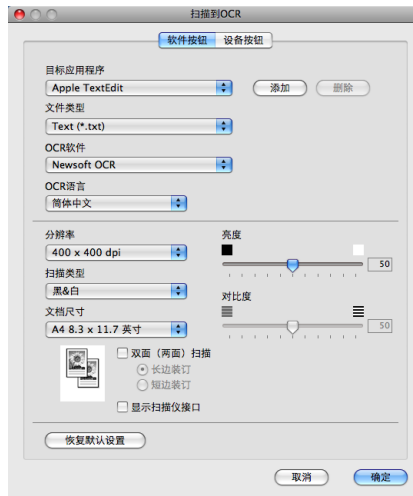 扫描到OCR
软件按钮 设备按钮
目标应用程序
Apple TextEdit 添加 删除
文件类型
Text (*.txt)
OCR软件
Newsoft OCR
OCR语言
简体中文
分辨率 亮度
400 x 400 dpi 50
扫描类型
黑&白 对比度
文档尺寸
A4 8.3 x 11.7 英寸 50
双面（两面）扫描
长边装订
短边装订
显示扫描仪接口
恢复默认设置
取消 确定